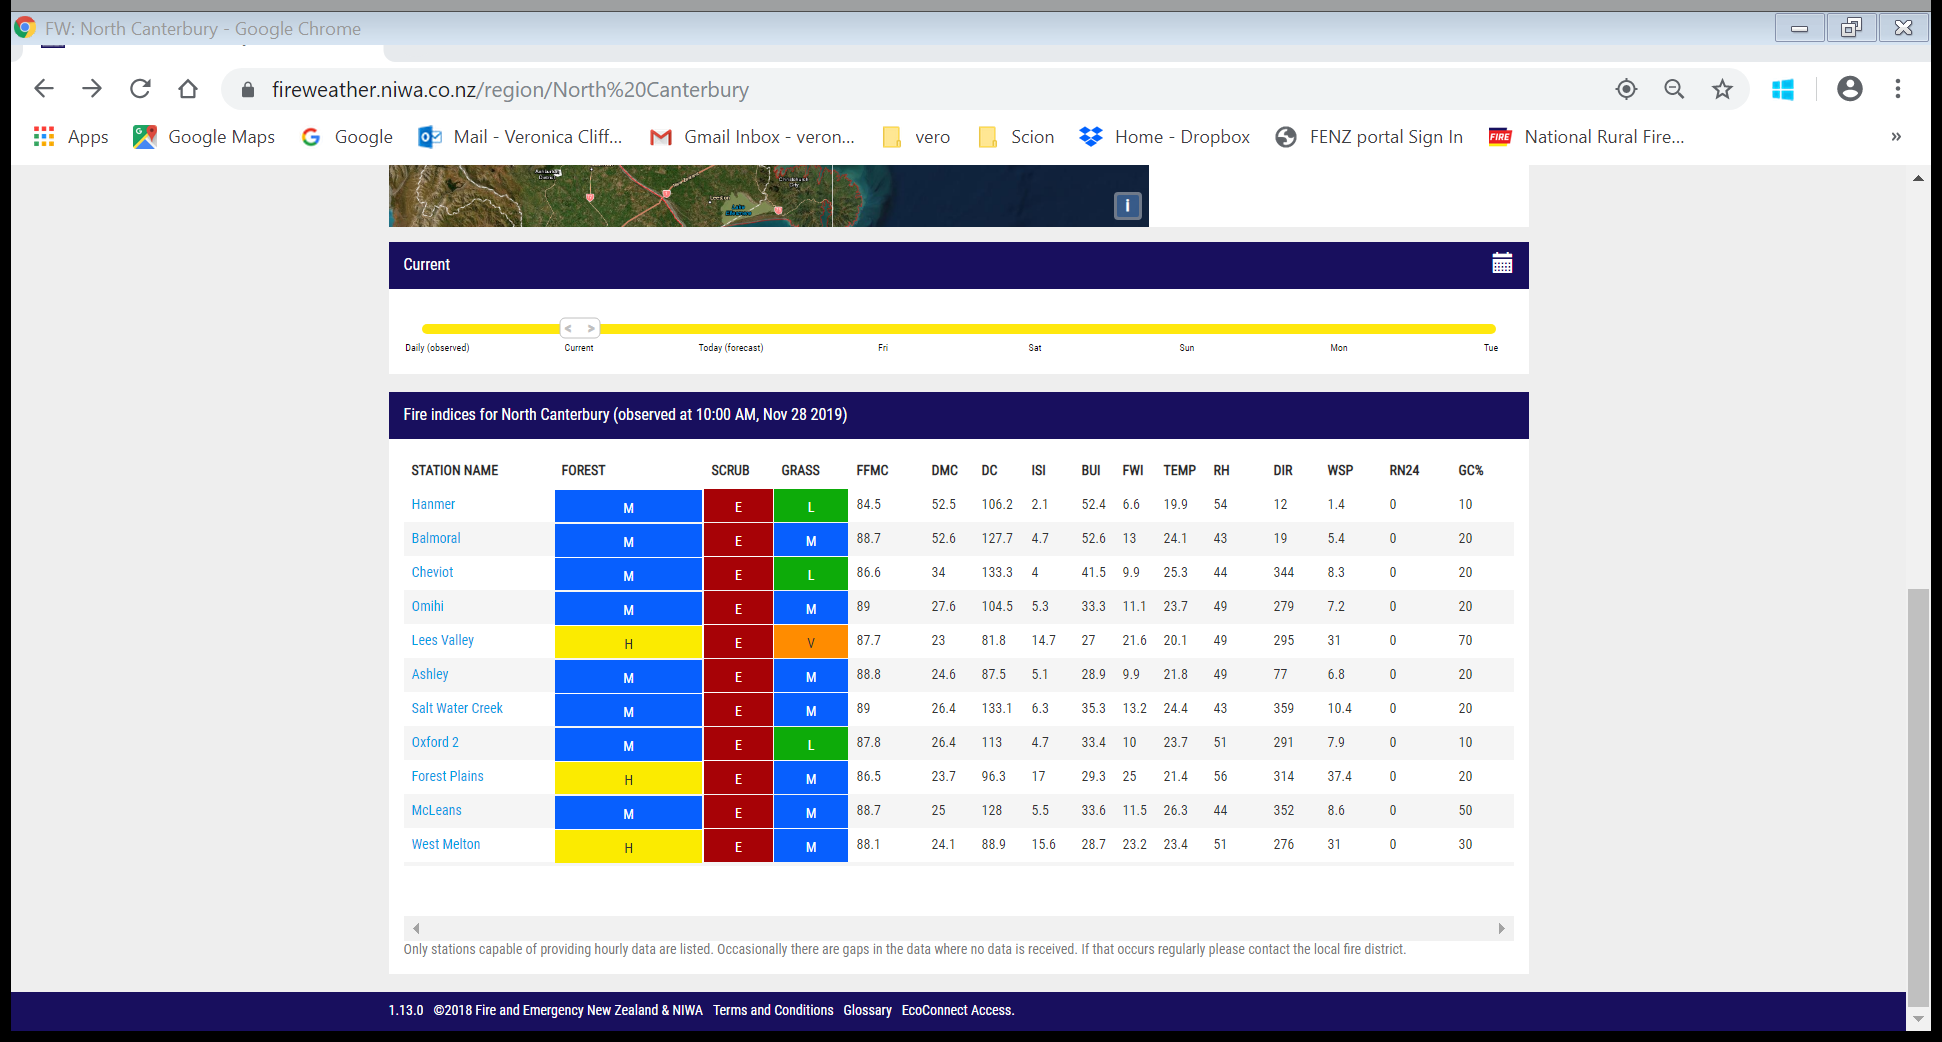 FW: North Canterbury - Google Chrome
fireweather.niwa.co.nz/region/North%20Canterbury
Apps Google Maps Google Mail - Veronica Cliff... Gmail Inbox - veron... vero Scion Home - Dropbox FENZ portal Sign In FIRE National Rural Fire... »
i
Current
< >
Daily (observed) Current Today (forecast) Fri Sat Sun Mon Tue
Fire indices for North Canterbury (observed at 10:00 AM, Nov 28 2019)
STATION NAME FOREST SCRUB GRASS FFMC DMC DC ISI BUI FWI TEMP RH DIR WSP RN24 GC%
Hanmer M E L 84.5 52.5 106.2 2.1 52.4 6.6 19.9 54 12 1.4 0 10
Balmoral M E M 88.7 52.6 127.7 4.7 52.6 13 24.1 43 19 5.4 0 20
Cheviot M E L 86.6 34 133.3 4 41.5 9.9 25.3 44 344 8.3 0 20
Omihi M E M 89 27.6 104.5 5.3 33.3 11.1 23.7 49 279 7.2 0 20
Lees Valley H E V 87.7 23 81.8 14.7 27 21.6 20.1 49 295 31 0 70
Ashley M E M 88.8 24.6 87.5 5.1 28.9 9.9 21.8 49 77 6.8 0 20
Salt Water Creek M E M 89 26.4 133.1 6.3 35.3 13.2 24.4 43 359 10.4 0 20
Oxford 2 M E L 87.8 26.4 113 4.7 33.4 10 23.7 51 291 7.9 0 10
Forest Plains H E M 86.5 23.7 96.3 17 29.3 25 21.4 56 314 37.4 0 20
McLeans M E M 88.7 25 128 5.5 33.6 11.5 26.3 44 352 8.6 0 50
West Melton H E M 88.1 24.1 88.9 15.6 28.7 23.2 23.4 51 276 31 0 30
Only stations capable of providing hourly data are listed. Occasionally there are gaps in the data where no data is received. If that occurs regularly please contact the local fire district.
1.13.0 ©2018 Fire and Emergency New Zealand & NIWA Terms and Conditions Glossary EcoConnect Access.